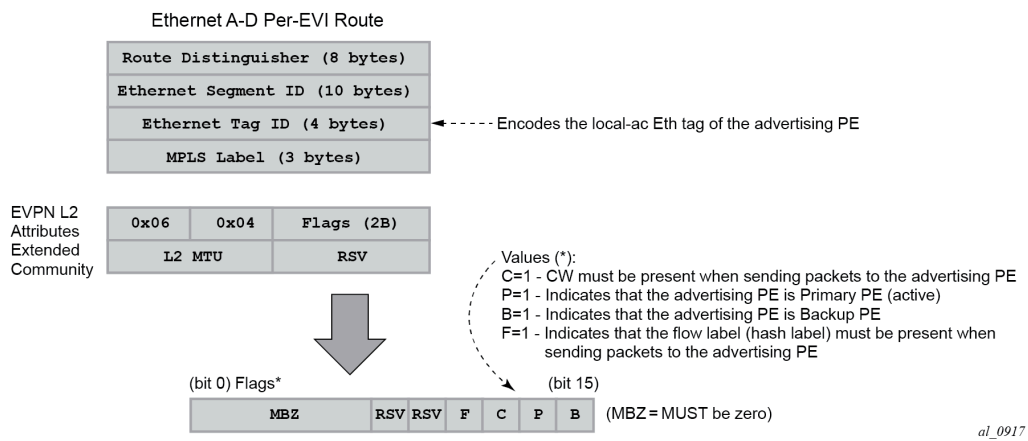 Ethernet A-D Per-EVI Route
Route Distinguisher (8 bytes)
Ethernet Segment ID (10 bytes)
Ethernet Tag ID (4 bytes)
Encodes the local-ac Eth tag of the advertising PE
MPLS Label (3 bytes)
EVPN L2
Attributes
Extended
Community
0x06 0x04 Flags (2B)
L2 MTU RSV
Values (*):
C=1 - CW must be present when sending packets to the advertising PE
P=1 - Indicates that the advertising PE is Primary PE (active)
B=1 - Indicates that the advertising PE is Backup PE
F=1 - Indicates that the flow label (hash label) must be present when
sending packets to the advertising PE
(bit 0) Flags* (bit 15)
MBZ RSV RSV F C P B (MBZ = MUST be zero)
al_0917